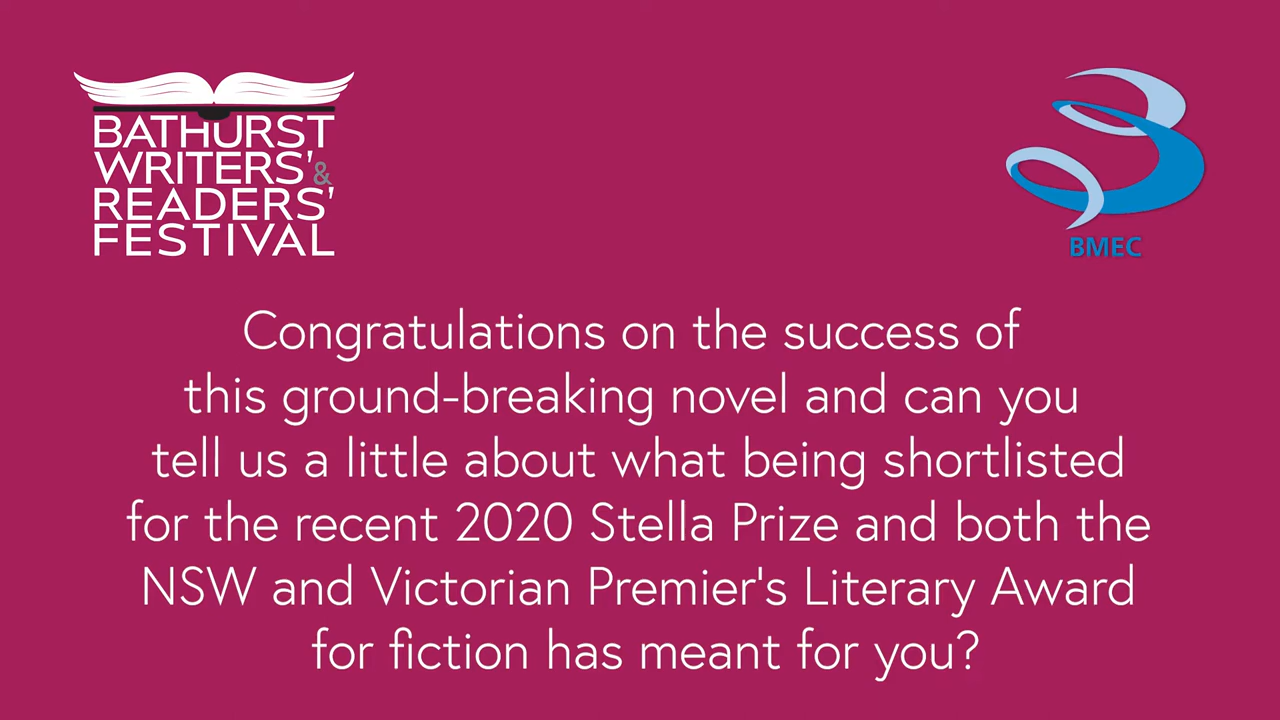 BATHURST
WRITERS'&
READERS'
FESTIVAL
BMEC
Congratulations on the success of
this ground-breaking novel and can you
tell us a little about what being shortlisted
for the recent 2020 Stella Prize and both the
NSW and Victorian Premier's Literary Award
for fiction has meant for you?